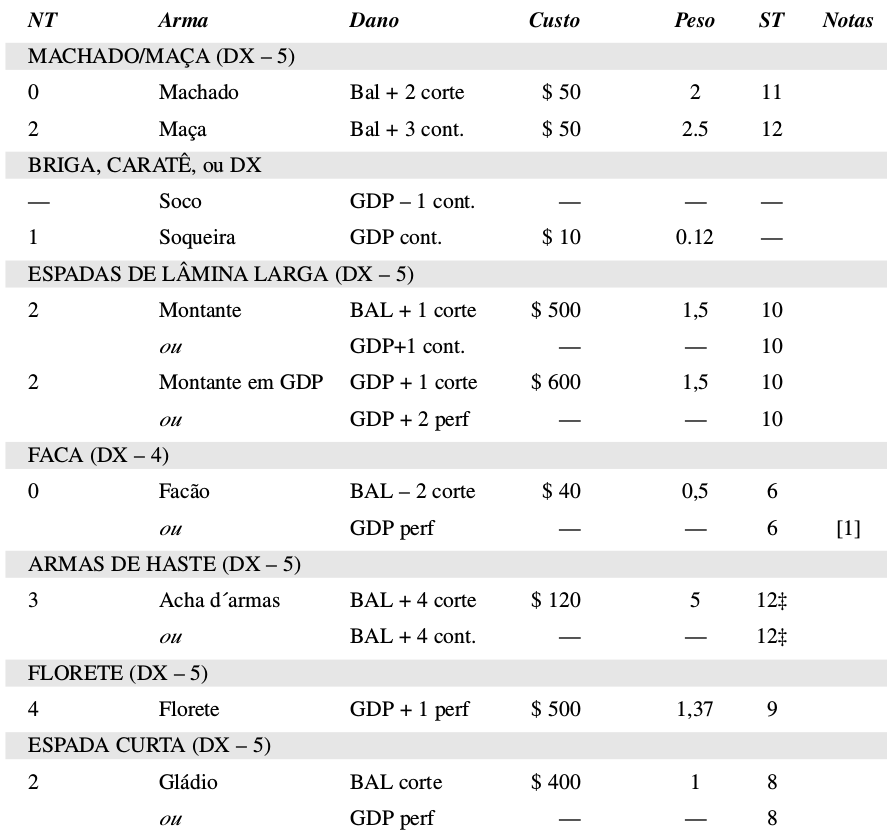 NT Arma Dano Custo Peso ST Notas
MACHADO/MAÇA (DX – 5)
0 Machado Bal + 2 corte $ 50 2 11
2 Maça Bal + 3 cont. $ 50 2.5 12
BRIGA, CARATÊ, ou DX
— Soco GDP – 1 cont. — — —
1 Soqueira GDP cont. $ 10 0.12 —
ESPADAS DE LÂMINA LARGA (DX – 5)
2 Montante BAL + 1 corte $ 500 1,5 10
ou GDP+1 cont. — — 10
2 Montante em GDP GDP + 1 corte $ 600 1,5 10
ou GDP + 2 perf — — 10
FACA (DX – 4)
0 Facão BAL – 2 corte $ 40 0,5 6
ou GDP perf — — 6 [1]
ARMAS DE HASTE (DX – 5)
3 Acha d´armas BAL + 4 corte $ 120 5 12‡
ou BAL + 4 cont. — — 12‡
FLORETE (DX – 5)
4 Florete GDP + 1 perf $ 500 1,37 9
ESPADA CURTA (DX – 5)
2 Gládio BAL corte $ 400 1 8
ou GDP perf — — 8